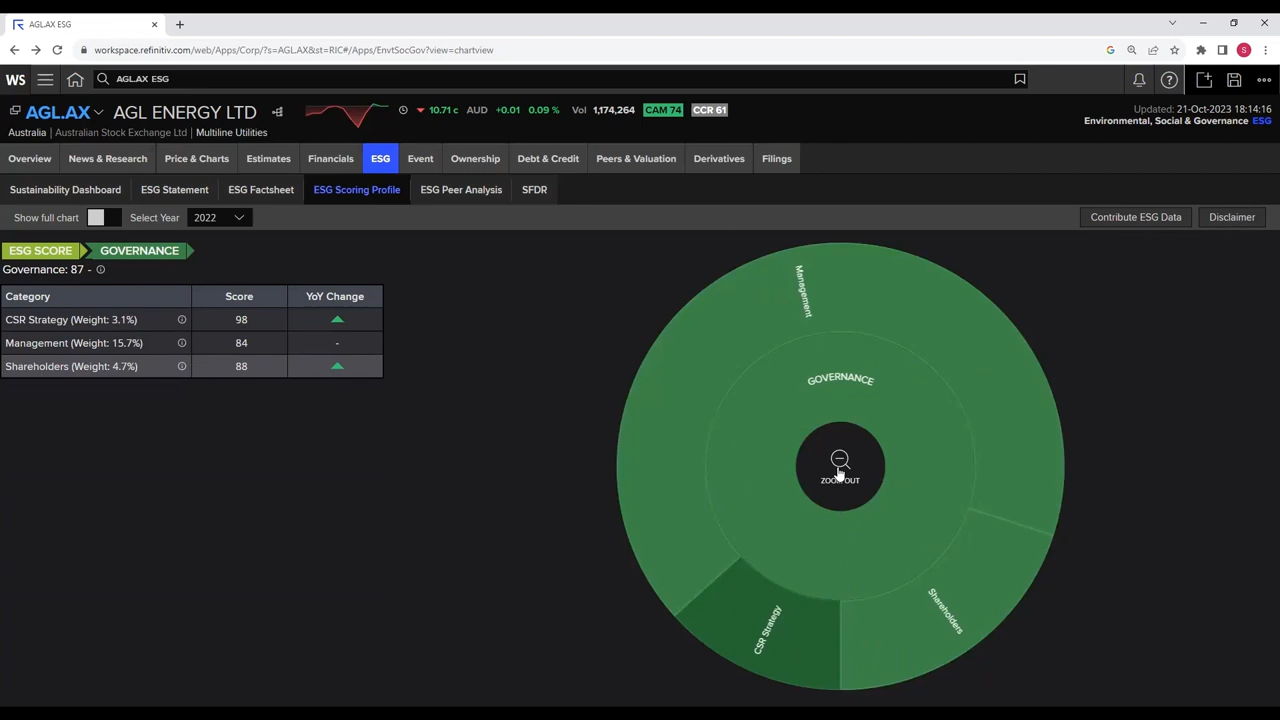 AGL.AX ESG
workspace.refinitiv.com/web/Apps/Corp/?s=AGL.AX&st=RIC#/Apps/EnvtSocGov?view=chartview
G
S
WS
AGL.AX ESG
AGL.AX AGL ENERGY LTD
10.71 c AUD +0.01 0.09 % Vol 1,174,264 CAM 74 CCR 61
Updated: 21-Oct-2023 18:14:16
Environmental, Social & Governance ESG
Australia | Australian Stock Exchange Ltd | Multiline Utilities
Overview News & Research Price & Charts Estimates Financials ESG Event Ownership Debt & Credit Peers & Valuation Derivatives Filings
Sustainability Dashboard ESG Statement ESG Factsheet ESG Scoring Profile ESG Peer Analysis SFDR
Show full chart Select Year 2022 Contribute ESG Data Disclaimer
ESG SCORE GOVERNANCE
Governance: 87 -
Category Score YoY Change
CSR Strategy (Weight: 3.1%) 98
Management (Weight: 15.7%) 84 -
Shareholders (Weight: 4.7%) 88
Management
GOVERNANCE
ZOOM OUT
Shareholders
CSR Strategy